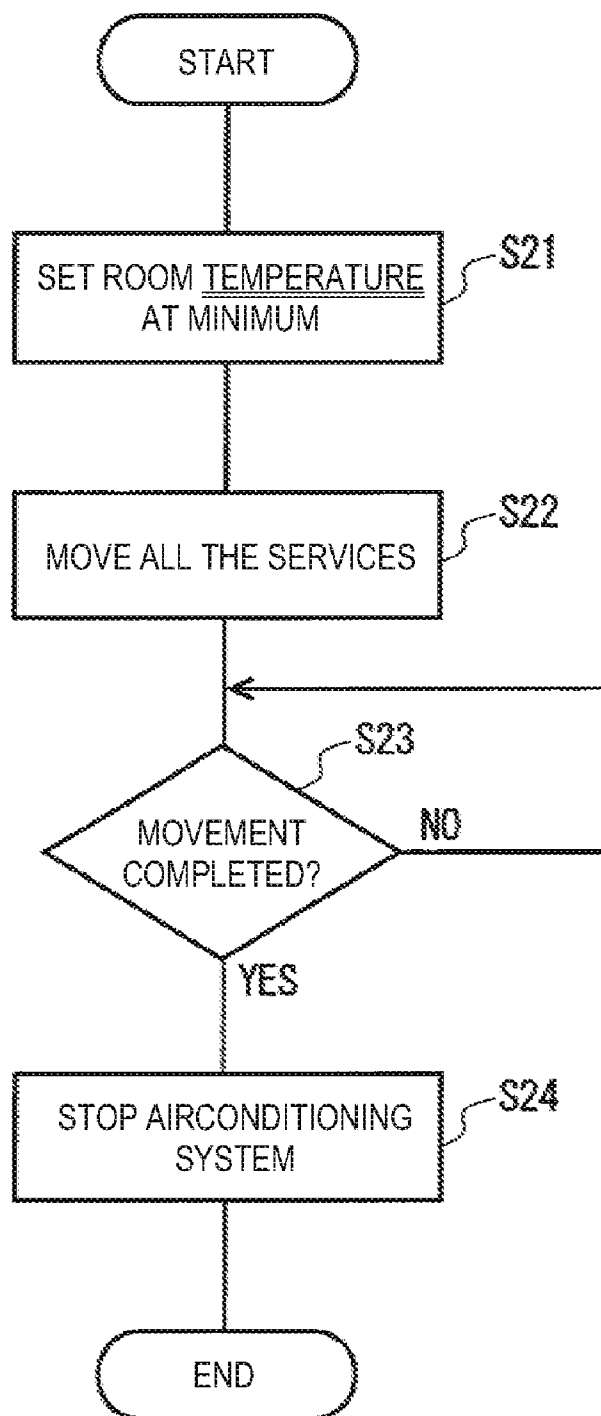 START
SET ROOM TEMPERATURE
AT MINIMUM
S21
MOVE ALL THE SERVICES
S22
S23
MOVEMENT
COMPLETED?
NO
YES
STOP AIRCONDITIONING
SYSTEM
S24
END